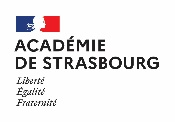 ACADÉMIE
DE STRASBOURG
Liberté
Égalité
Fraternité